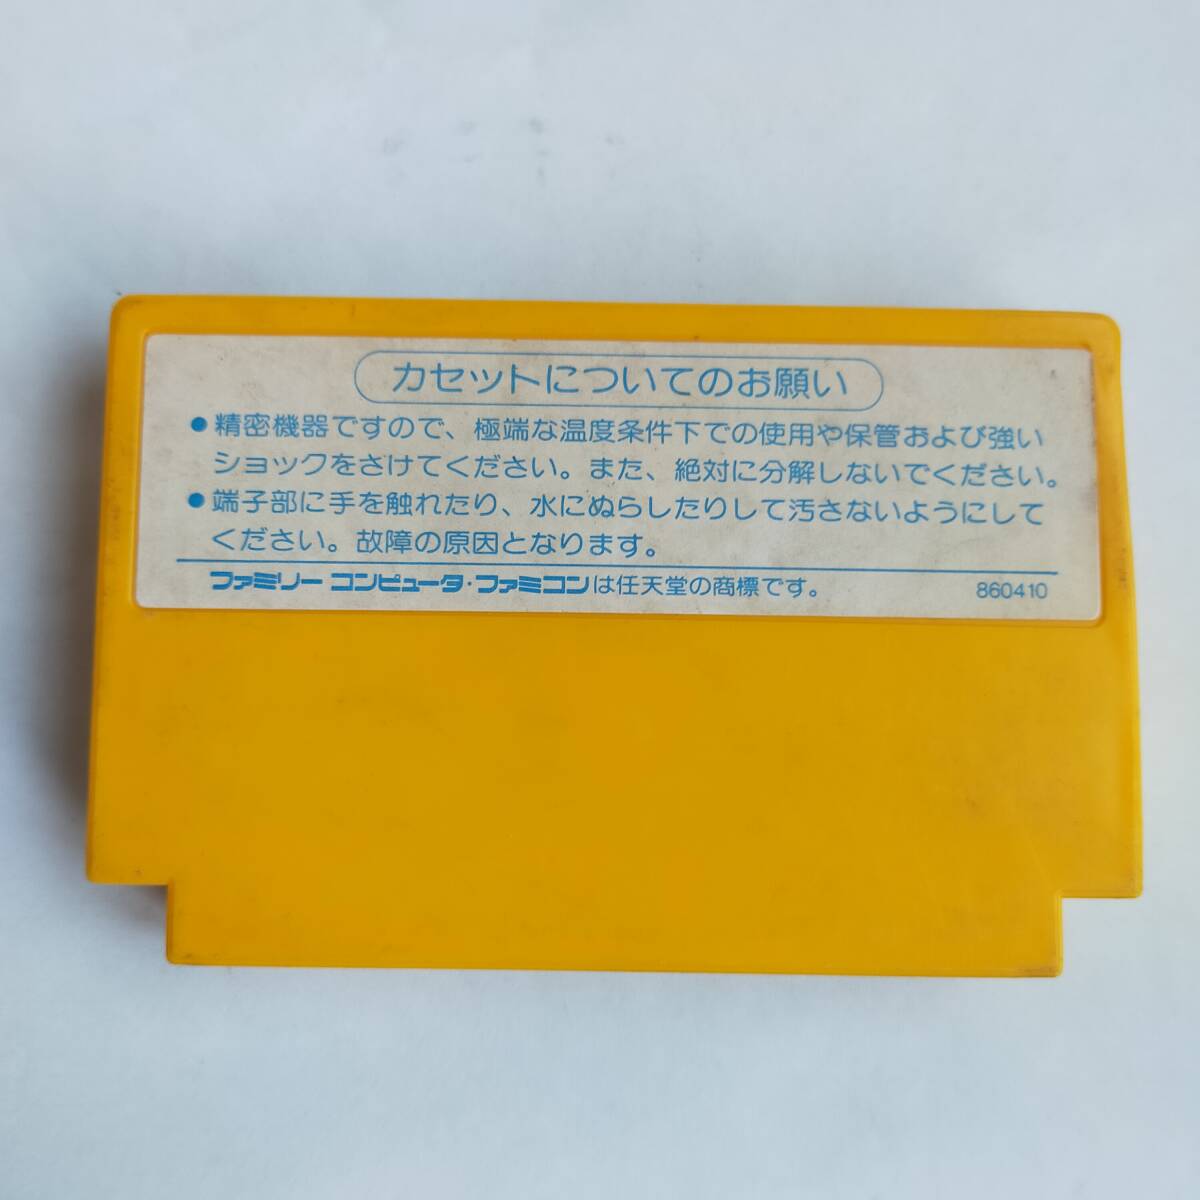 カセットについてのお願い
●精密機器ですので、極端な温度条件下での使用や保管および強い
ショックをさけてください。また、絶対に分解しないでください。
●端子部に手を触れたり、水にぬらしたりして汚さないようにして
ください。故障の原因となります。
ファミリー コンピュータ・ファミコンは任天堂の商標です。 860410